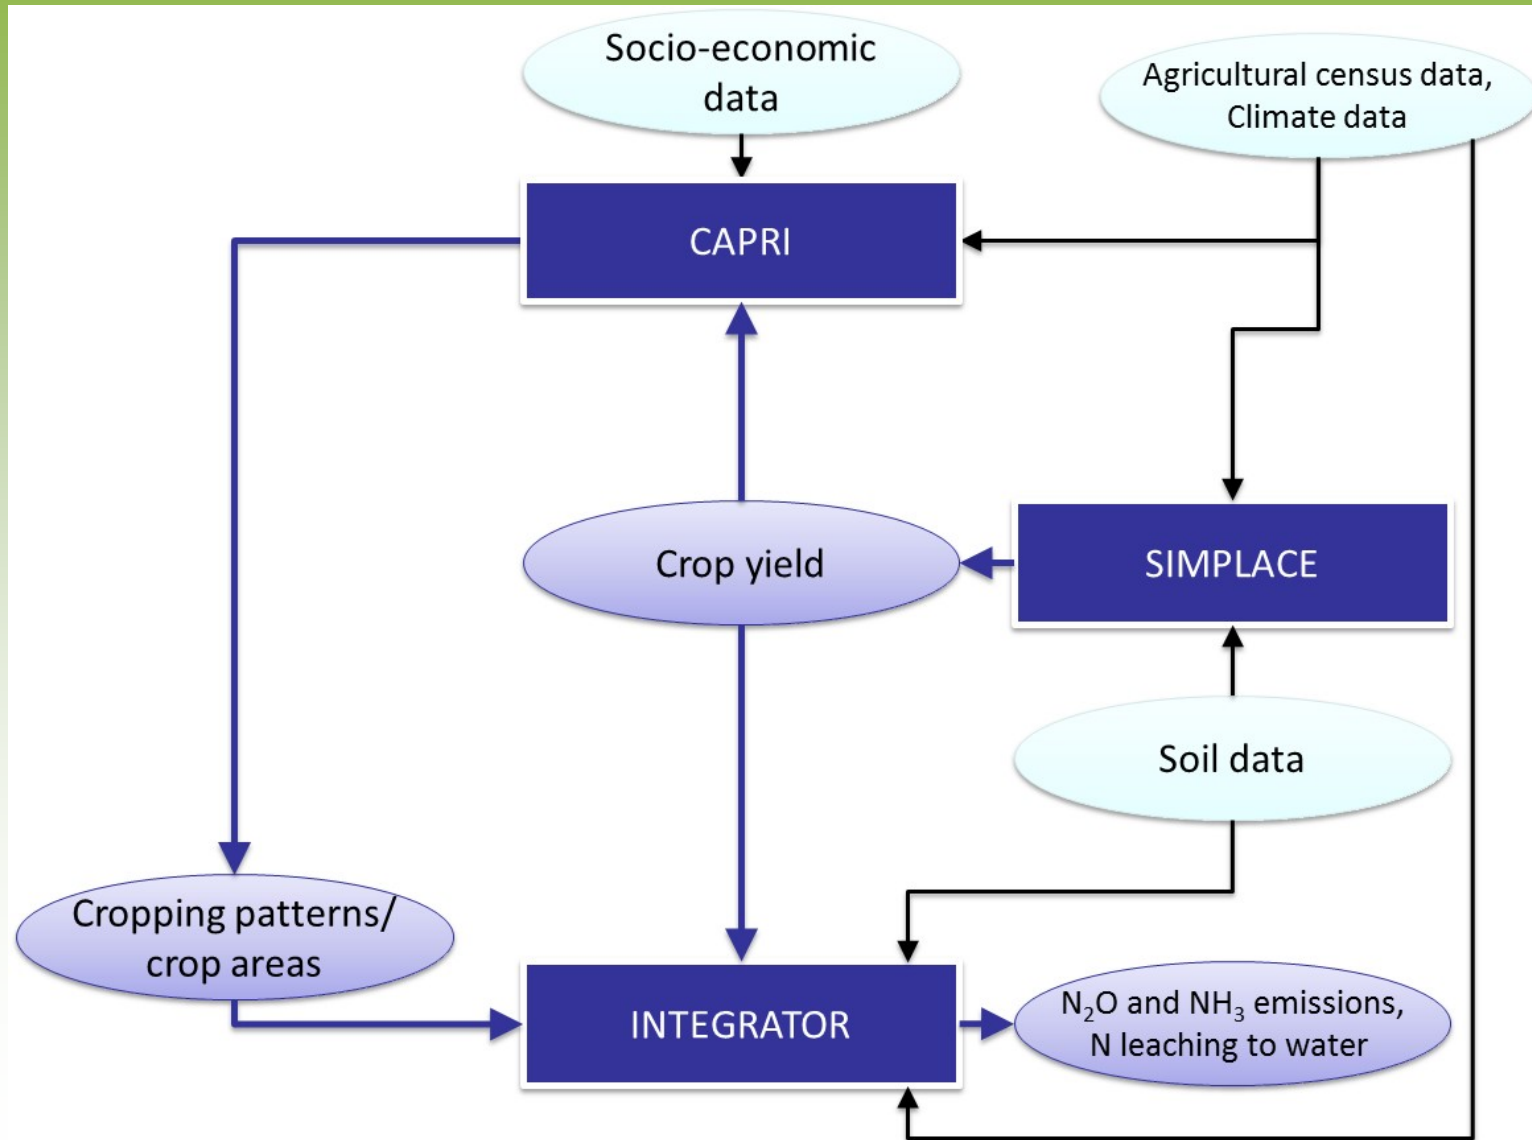 Socio-economic
data
Agricultural census data,
Climate data
CAPRI
Crop yield
SIMPLACE
Soil data
Cropping patterns/
crop areas
INTEGRATOR
N₂O and NH₃ emissions,
N leaching to water